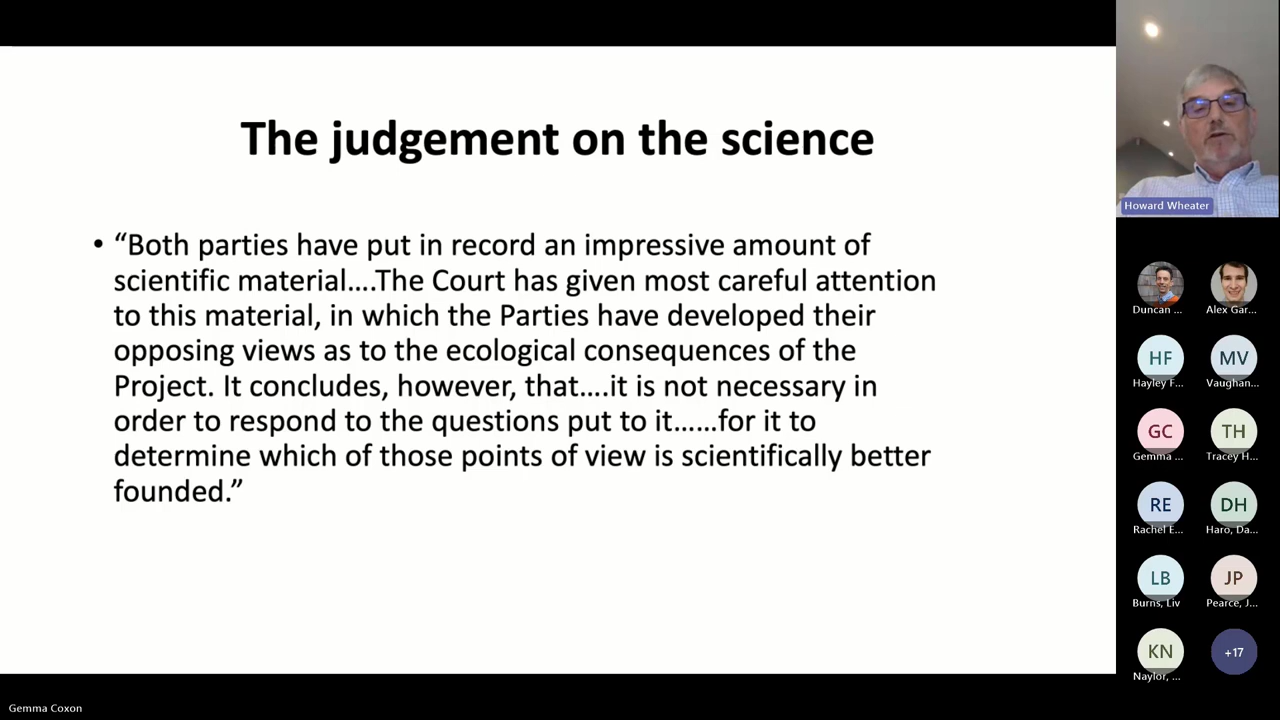 The judgement on the science
• “Both parties have put in record an impressive amount of
scientific material….The Court has given most careful attention
to this material, in which the Parties have developed their
opposing views as to the ecological consequences of the
Project. It concludes, however, that….it is not necessary in
order to respond to the questions put to it……for it to
determine which of those points of view is scientifically better
founded.”
Howard Wheater
Duncan ...
Alex Gar...
HF
MV
Hayley F...
Vaughan...
GC
TH
Gemma ...
Tracey H...
RE
DH
Rachel E...
Haro, Da...
LB
JP
Burns, Liv
Pearce, J...
KN
+17
Naylor, ...
Gemma Coxon